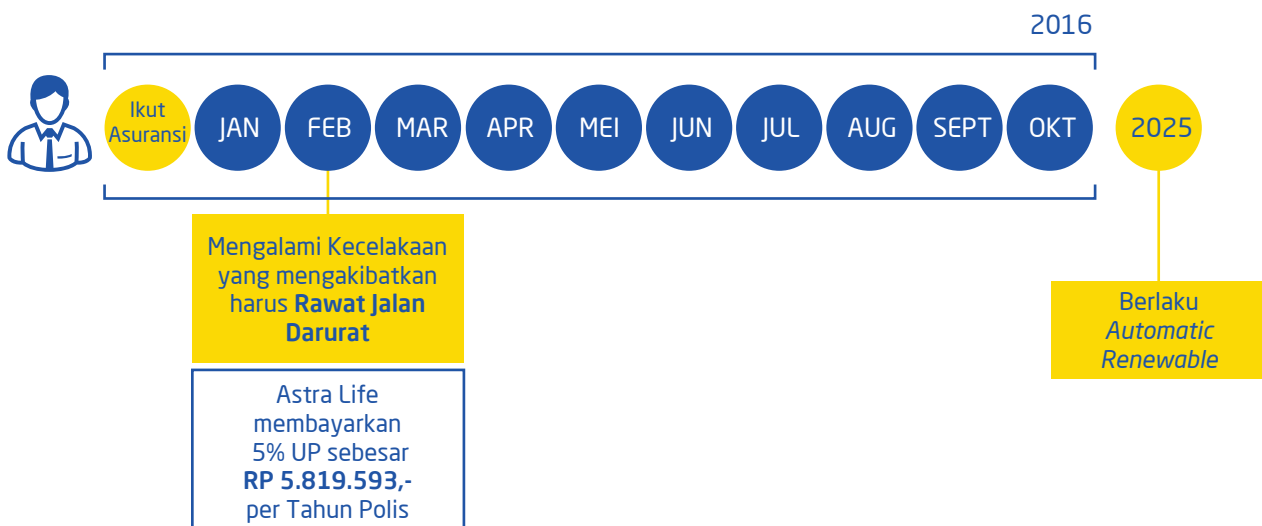 2016
Ikut
Asuransi
JAN
FEB
MAR
APR
MEI
JUN
JUL
AUG
SEPT
OKT
2025
Mengalami Kecelakaan
yang mengakibatkan
harus Rawat Jalan
Darurat
Astra Life
membayarkan
5% UP sebesar
RP 5.819.593,-
per Tahun Polis
Berlaku
Automatic
Renewable